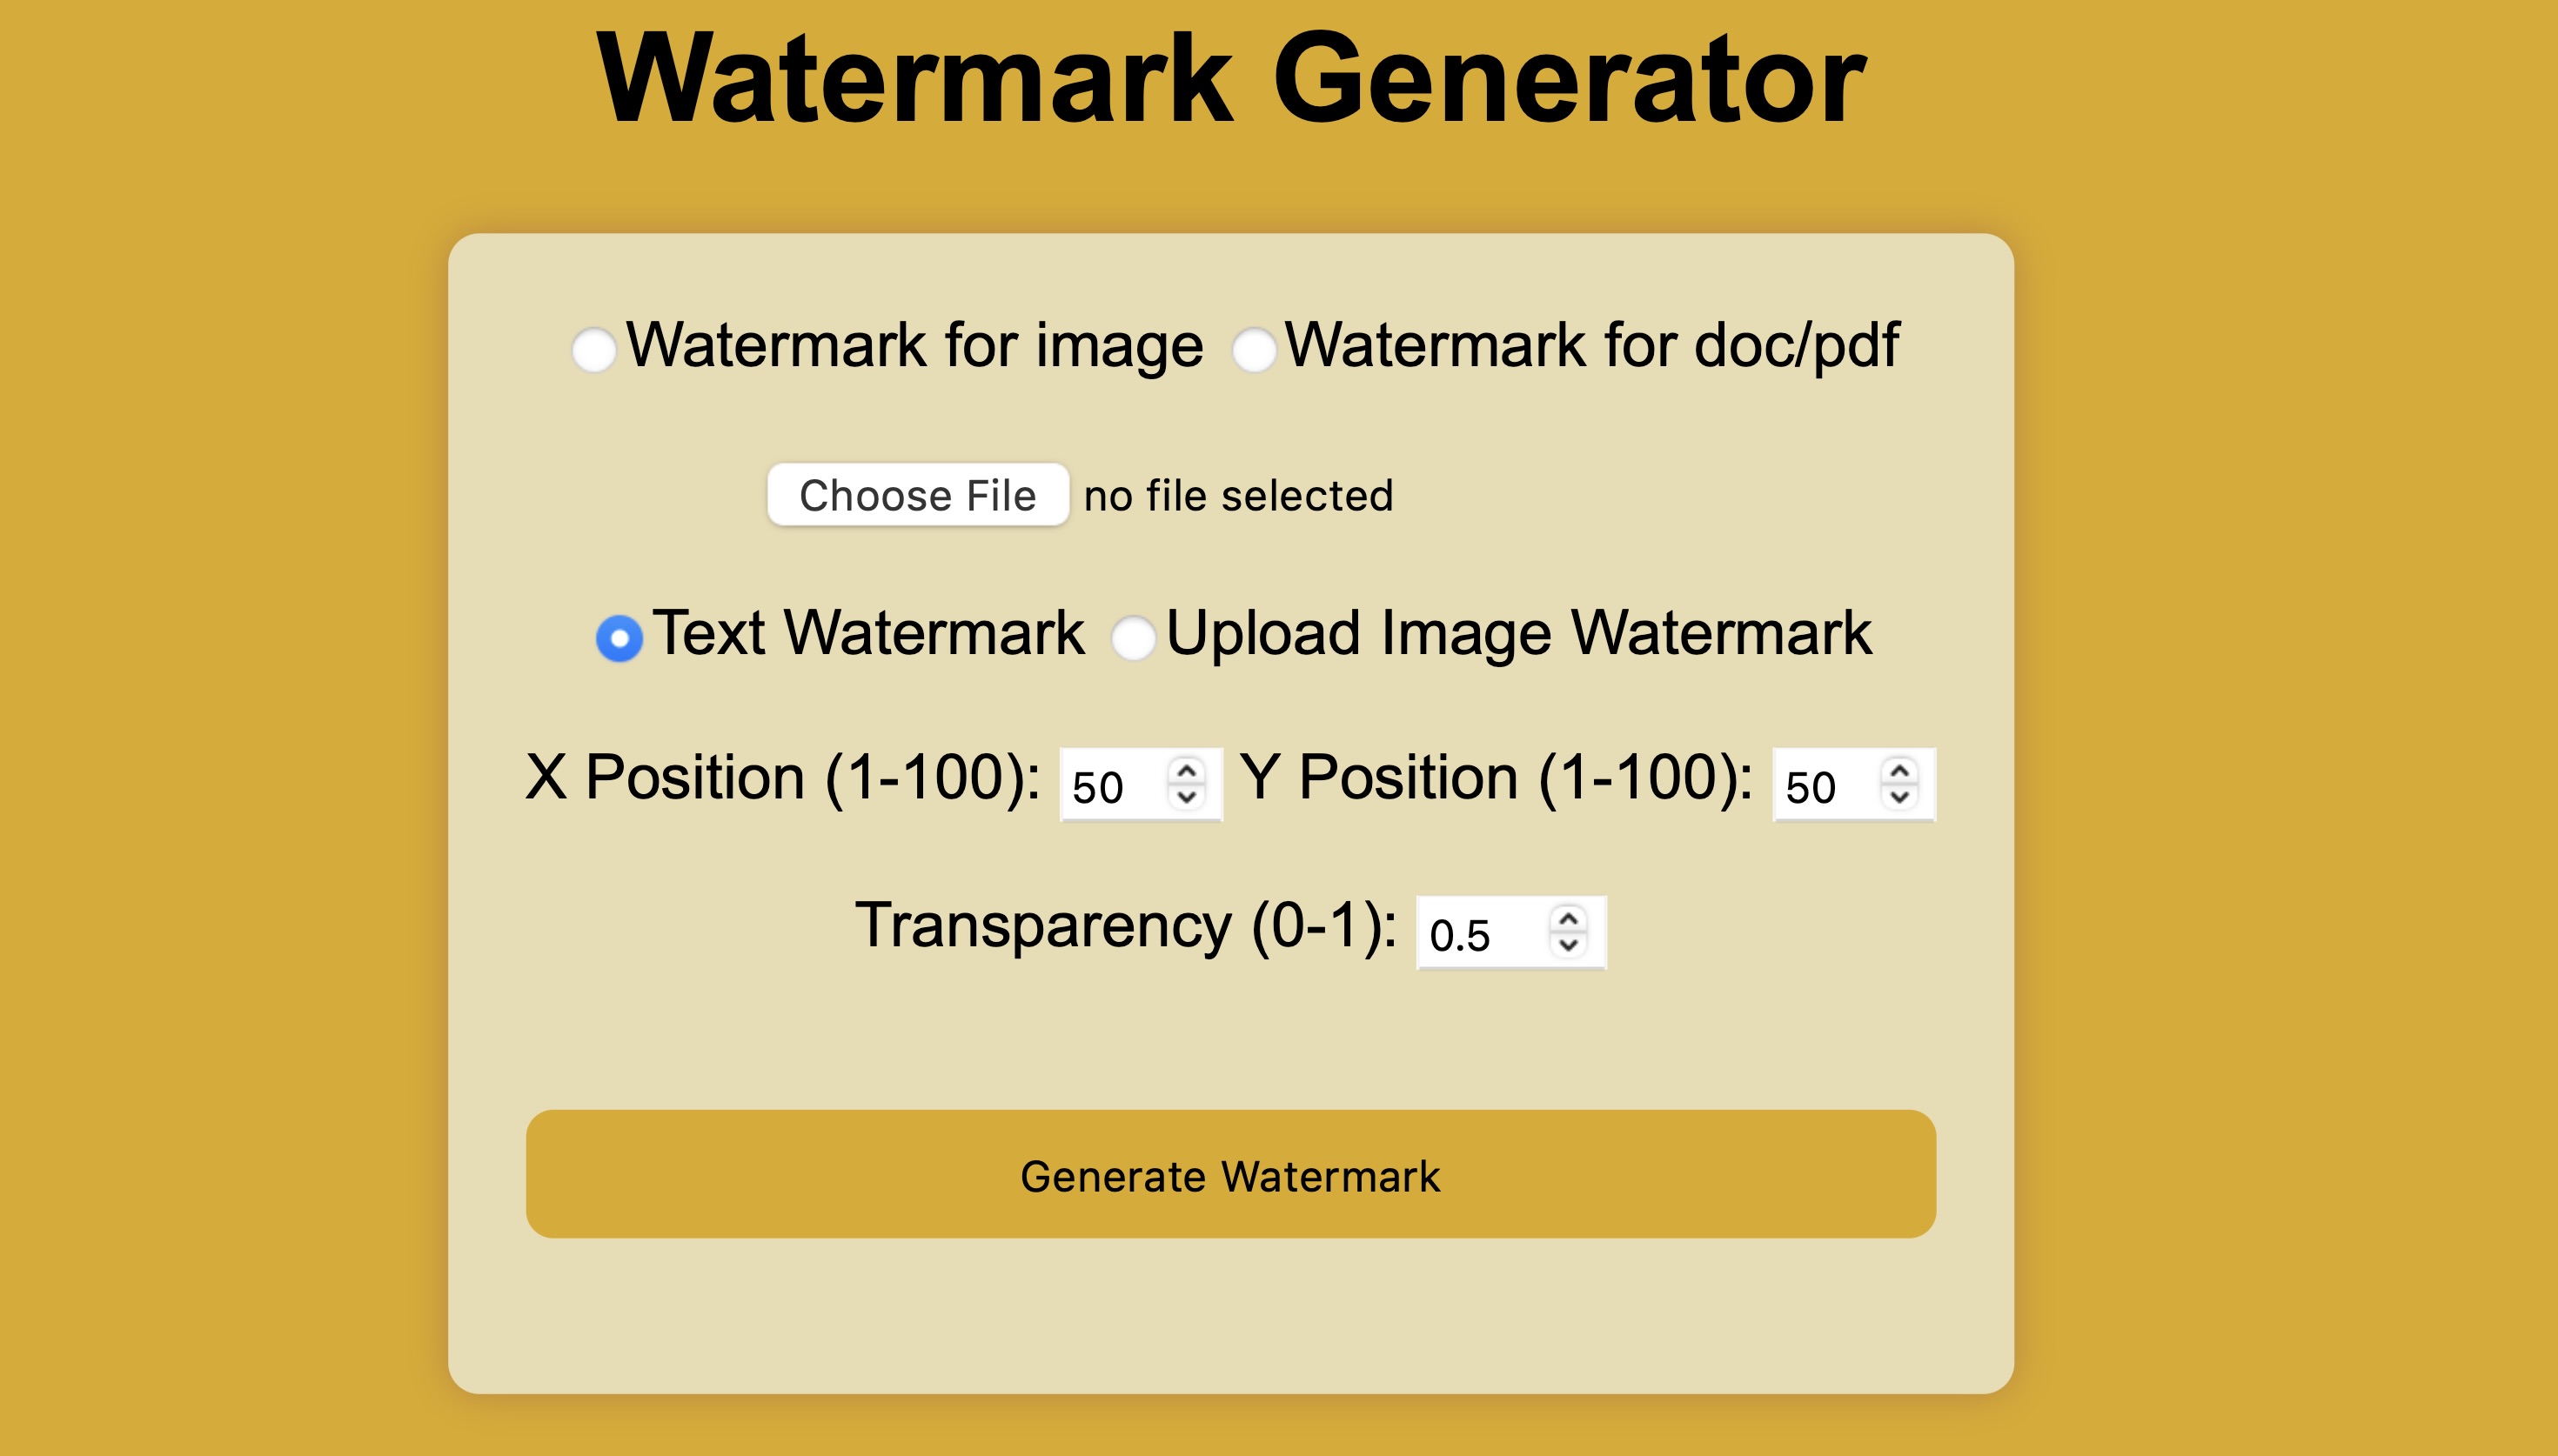 Watermark Generator
Watermark for image Watermark for doc/pdf
Choose File no file selected
Text Watermark Upload Image Watermark
X Position (1-100): 50 Y Position (1-100): 50
Transparency (0-1): 0.5
Generate Watermark